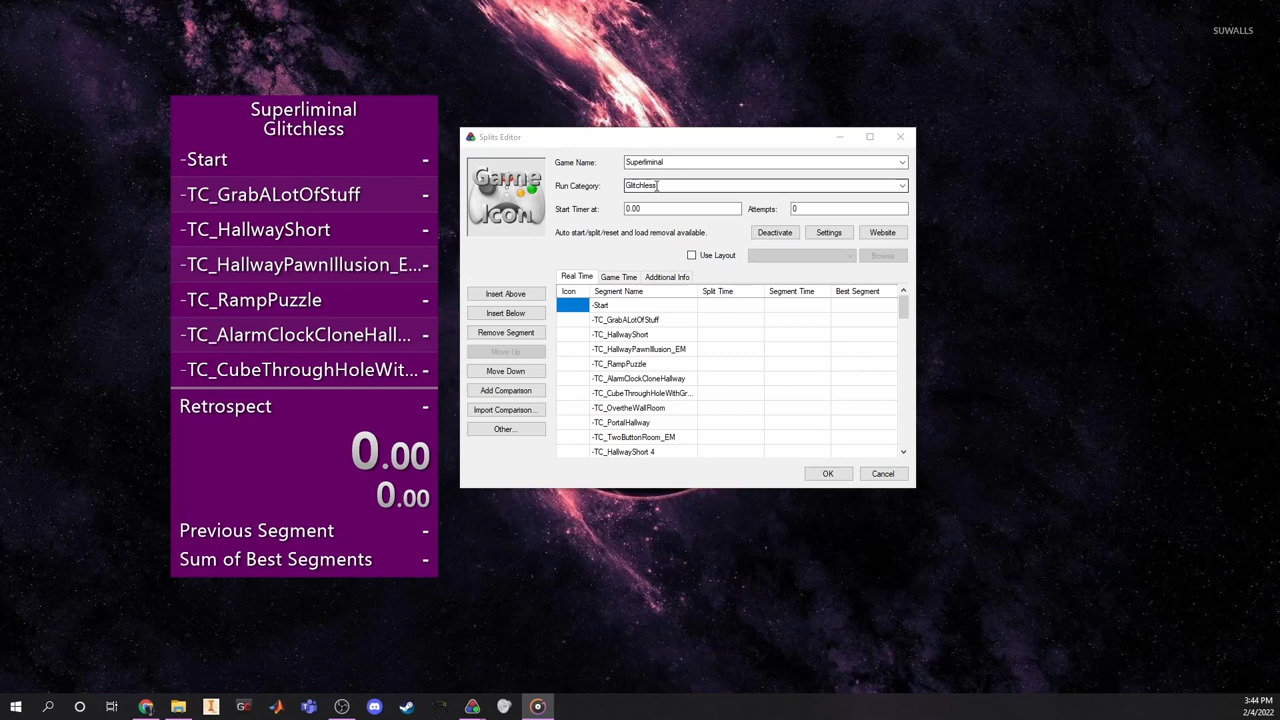 SUWALLS
Superliminal
Glitchless
-Start -
-TC_GrabALotOfStuff -
-TC_HallwayShort -
-TC_HallwayPawnIllusion_E...-
-TC_RampPuzzle -
-TC_AlarmClockCloneHall... -
-TC_CubeThroughHoleWit... -
Retrospect -
0.00
0.00
Previous Segment -
Sum of Best Segments -
Splits Editor
Game Icon
Game Name: Superliminal
Run Category: Glitchless
Start Timer at: 0.00 Attempts: 0
Auto start/split/reset and load removal available. Deactivate Settings Website
Use Layout Browse
Real Time Game Time Additional Info
Icon Segment Name Split Time Segment Time Best Segment
Insert Above
Insert Below
Remove Segment
Move Up
Move Down
Add Comparison
Import Comparison...
Other...
-Start
-TC_GrabALotOfStuff
-TC_HallwayShort
-TC_HallwayPawnIllusion_EM
-TC_RampPuzzle
-TC_AlarmClockCloneHallway
-TC_CubeThroughHoleWithGr...
-TC_OvertheWallRoom
-TC_PortalHallway
-TC_TwoButtonRoom_EM
-TC_HallwayShort 4
OK Cancel
3:44 PM
2/4/2022